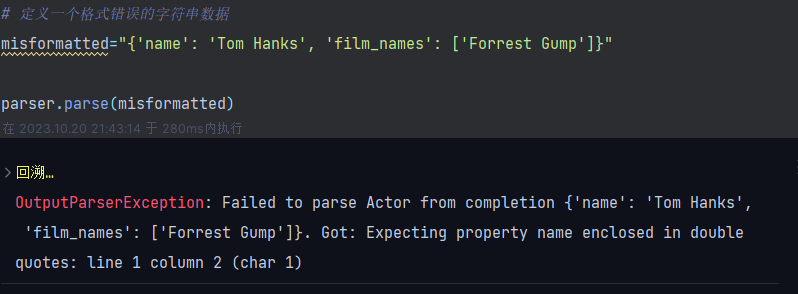 # 定义一个格式错误的字符串数据
misformatted="{'name': 'Tom Hanks', 'film_names': ['Forrest Gump']}"
parser.parse(misformatted)
在 2023.10.20 21:43:14 于 280ms内执行
回溯…
OutputParserException: Failed to parse Actor from completion {'name': 'Tom Hanks',
'film_names': ['Forrest Gump']}. Got: Expecting property name enclosed in double
quotes: line 1 column 2 (char 1)